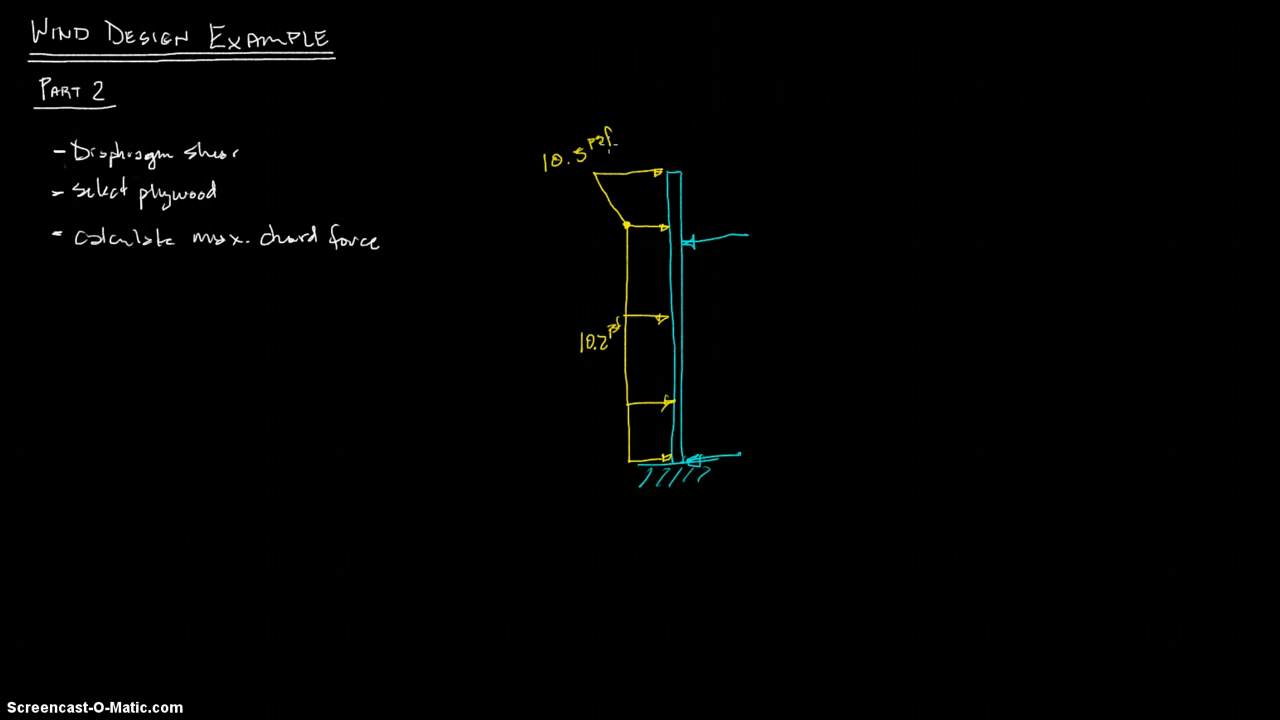 WIND DESIGN EXAMPLE
PART 2
- Diaphragm shear
- Select plywood
- Calculate max. chord force
10.5 psf
10.2 psf
Screencast-O-Matic.com